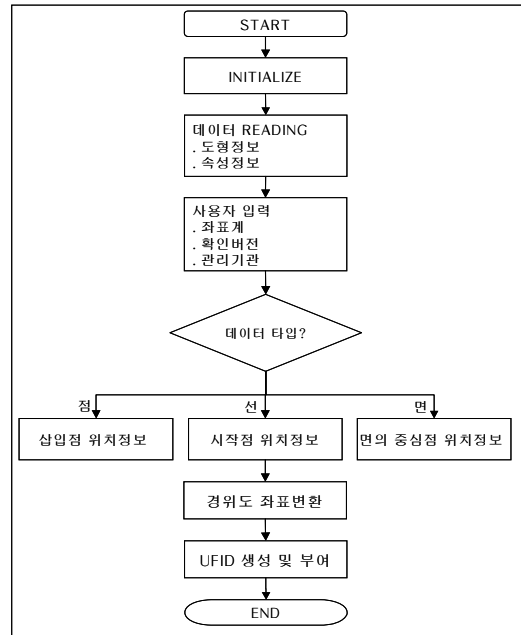 START
INITIALIZE
데이터 READING
. 도형정보
. 속성정보
사용자 입력
. 좌표계
. 확인버전
. 관리기관
데이터 타입?
점
선
면
삽입점 위치정보
시작점 위치정보
면의 중심점 위치정보
경위도 좌표변환
UFID 생성 및 부여
END